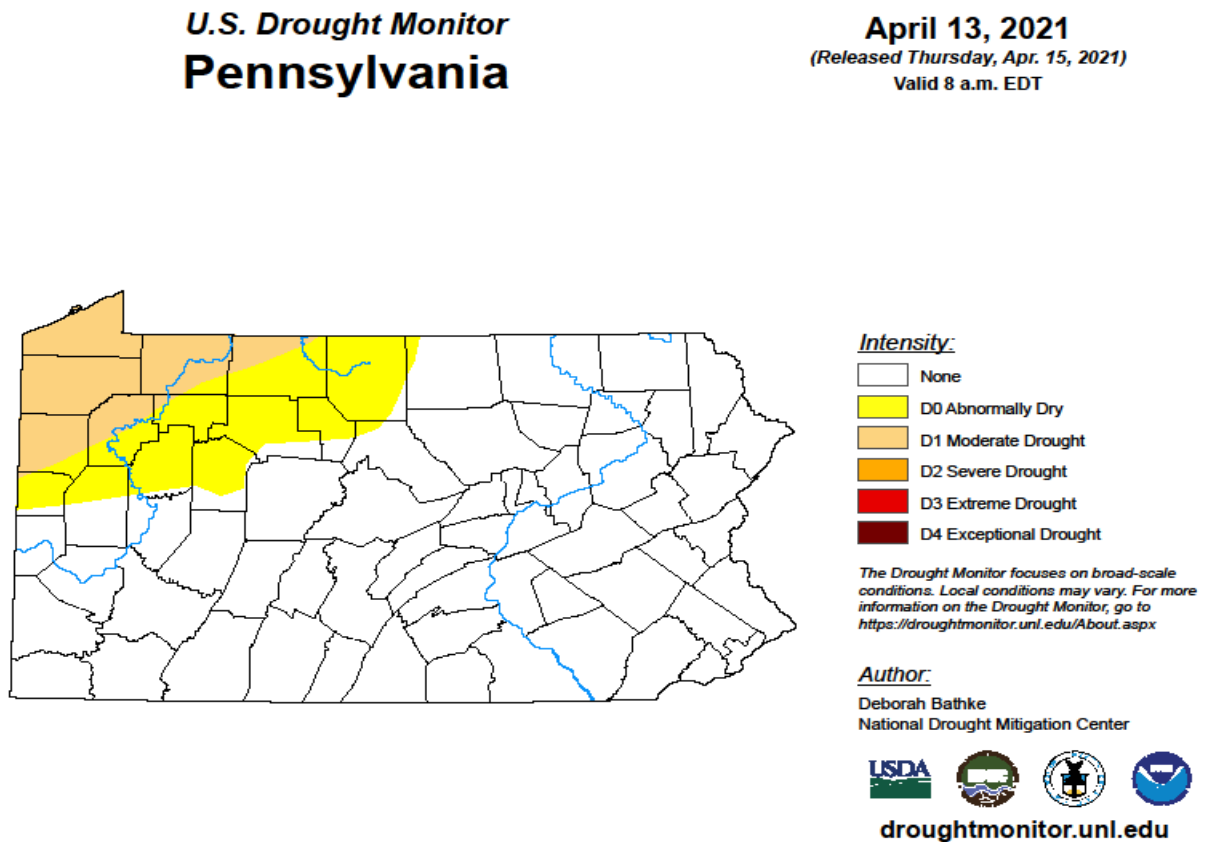 U.S. Drought Monitor
Pennsylvania
April 13, 2021
(Released Thursday, Apr. 15, 2021)
Valid 8 a.m. EDT
Intensity:
None
D0 Abnormally Dry
D1 Moderate Drought
D2 Severe Drought
D3 Extreme Drought
D4 Exceptional Drought
The Drought Monitor focuses on broad-scale
conditions. Local conditions may vary. For more
information on the Drought Monitor, go to
https://droughtmonitor.unl.edu/About.aspx
Author:
Deborah Bathke
National Drought Mitigation Center
USDA
droughtmonitor.unl.edu